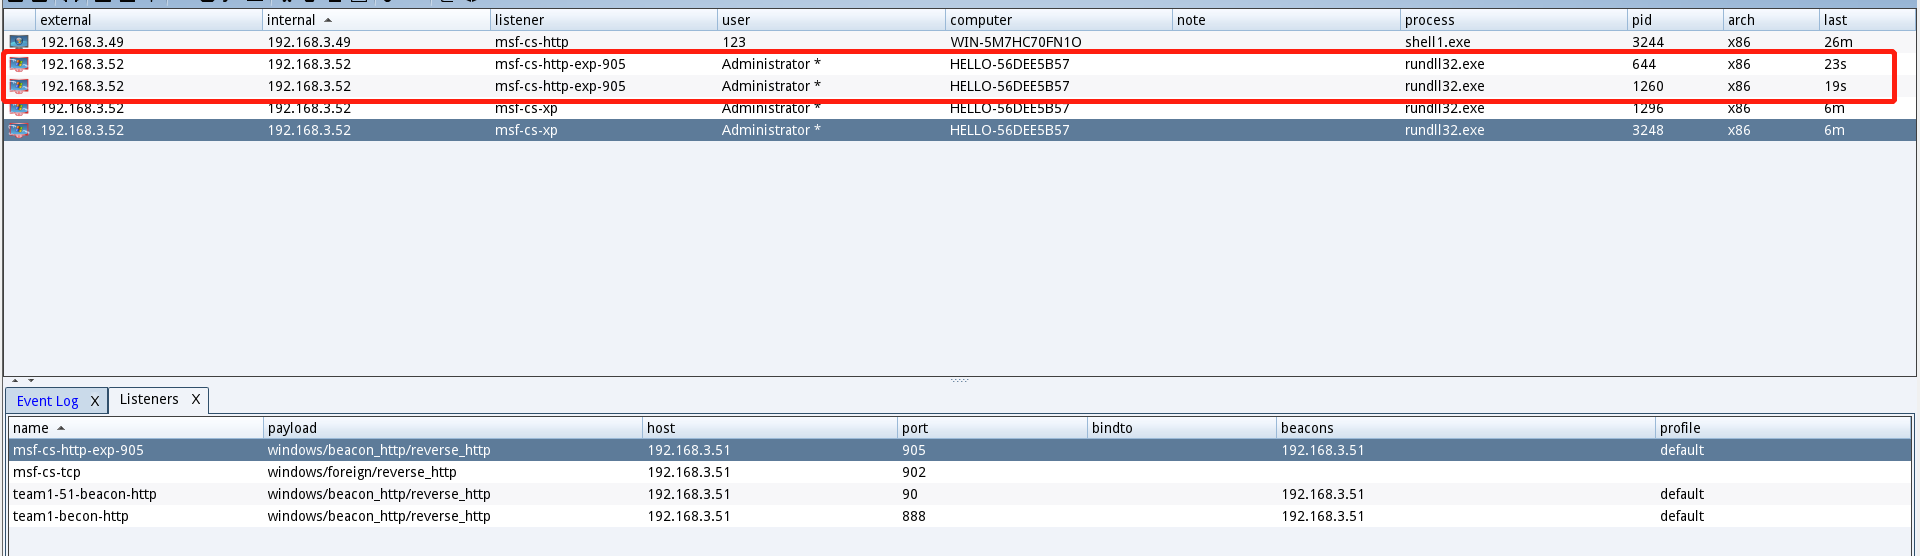 external internal listener user computer note process pid arch last
192.168.3.49 192.168.3.49 msf-cs-http 123 WIN-5M7HC70FN1O shell1.exe 3244 x86 26m
192.168.3.52 192.168.3.52 msf-cs-http-exp-905 Administrator * HELLO-56DEE5B57 rundll32.exe 644 x86 23s
192.168.3.52 192.168.3.52 msf-cs-http-exp-905 Administrator * HELLO-56DEE5B57 rundll32.exe 1260 x86 19s
192.168.3.52 192.168.3.52 msf-cs-xp Administrator * HELLO-56DEE5B57 rundll32.exe 1296 x86 6m
192.168.3.52 192.168.3.52 msf-cs-xp Administrator * HELLO-56DEE5B57 rundll32.exe 3248 x86 6m
Event Log X Listeners X
name payload host port bindto beacons profile
msf-cs-http-exp-905 windows/beacon_http/reverse_http 192.168.3.51 905 192.168.3.51 default
msf-cs-tcp windows/foreign/reverse_http 192.168.3.51 902
team1-51-beacon-http windows/beacon_http/reverse_http 192.168.3.51 90 192.168.3.51 default
team1-becon-http windows/beacon_http/reverse_http 192.168.3.51 888 192.168.3.51 default